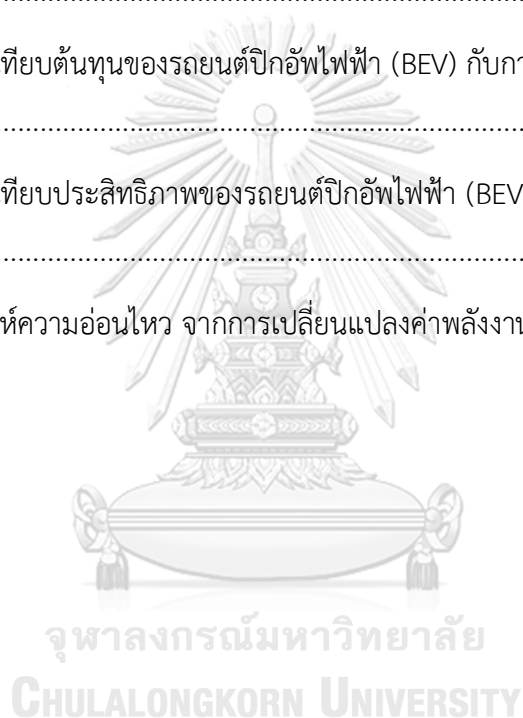 ................................................................
ทียบต้นทุนของรถยนต์ปิกอัพไฟฟ้า (BEV) กับกา
................................................................
ทียบประสิทธิภาพของรถยนต์ปิกอัพไฟฟ้า (BEV
................................................................
ห์ความอ่อนไหว จากการเปลี่ยนแปลงค่าพลังงาน
จุฬาลงกรณ์มหาวิทยาลัย
CHULALONGKORN UNIVERSITY